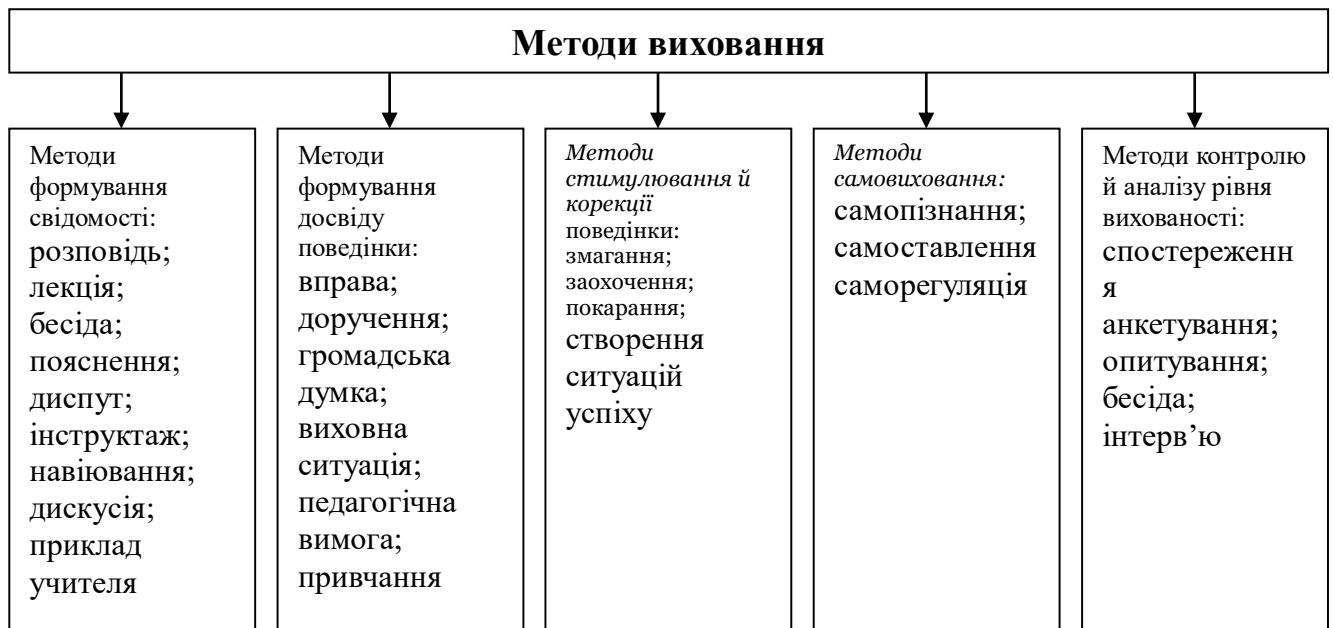 Методи виховання
Методи
формування
свідомості:
розповідь;
лекція;
бесіда;
пояснення;
диспут;
інструктаж;
навіювання;
дискусія;
приклад
учителя
Методи
формування
досвіду
поведінки:
вправа;
доручення;
громадська
думка;
виховна
ситуація;
педагогічна
вимога;
привчання
Методи
стимулювання й
корекції
поведінки:
змагання;
заохочення;
покарання;
створення
ситуацій
успіху
Методи
самовиховання:
самопізнання;
самоставлення
саморегуляція
Методи контролю
й аналізу рівня
вихованості:
спостереженн
я
анкетування;
опитування;
бесіда;
інтерв’ю